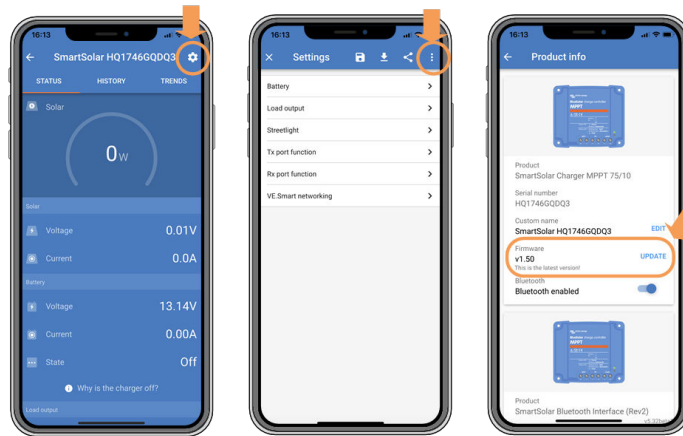 16:13
SmartSolar HQ1746GQDQ3
STATUS HISTORY TRENDS
Solar
0W
Solar
Voltage 0.01V
Current 0.0A
Battery
Voltage 13.14V
Current 0.00A
State Off
Why is the charger off?
Load output
16:13
Settings
Battery
Load output
Streetlight
Tx port function
Rx port function
VE.Smart networking
16:13
Product info
MPPT
Product
SmartSolar Charger MPPT 75/10
Serial number
HQ1746GQDQ3
Custom name
SmartSolar HQ1746GQDQ3 EDIT
Firmware
v1.50 UPDATE
This is the latest version!
Bluetooth
Bluetooth enabled
MPPT
Product
SmartSolar Bluetooth Interface (Rev2)